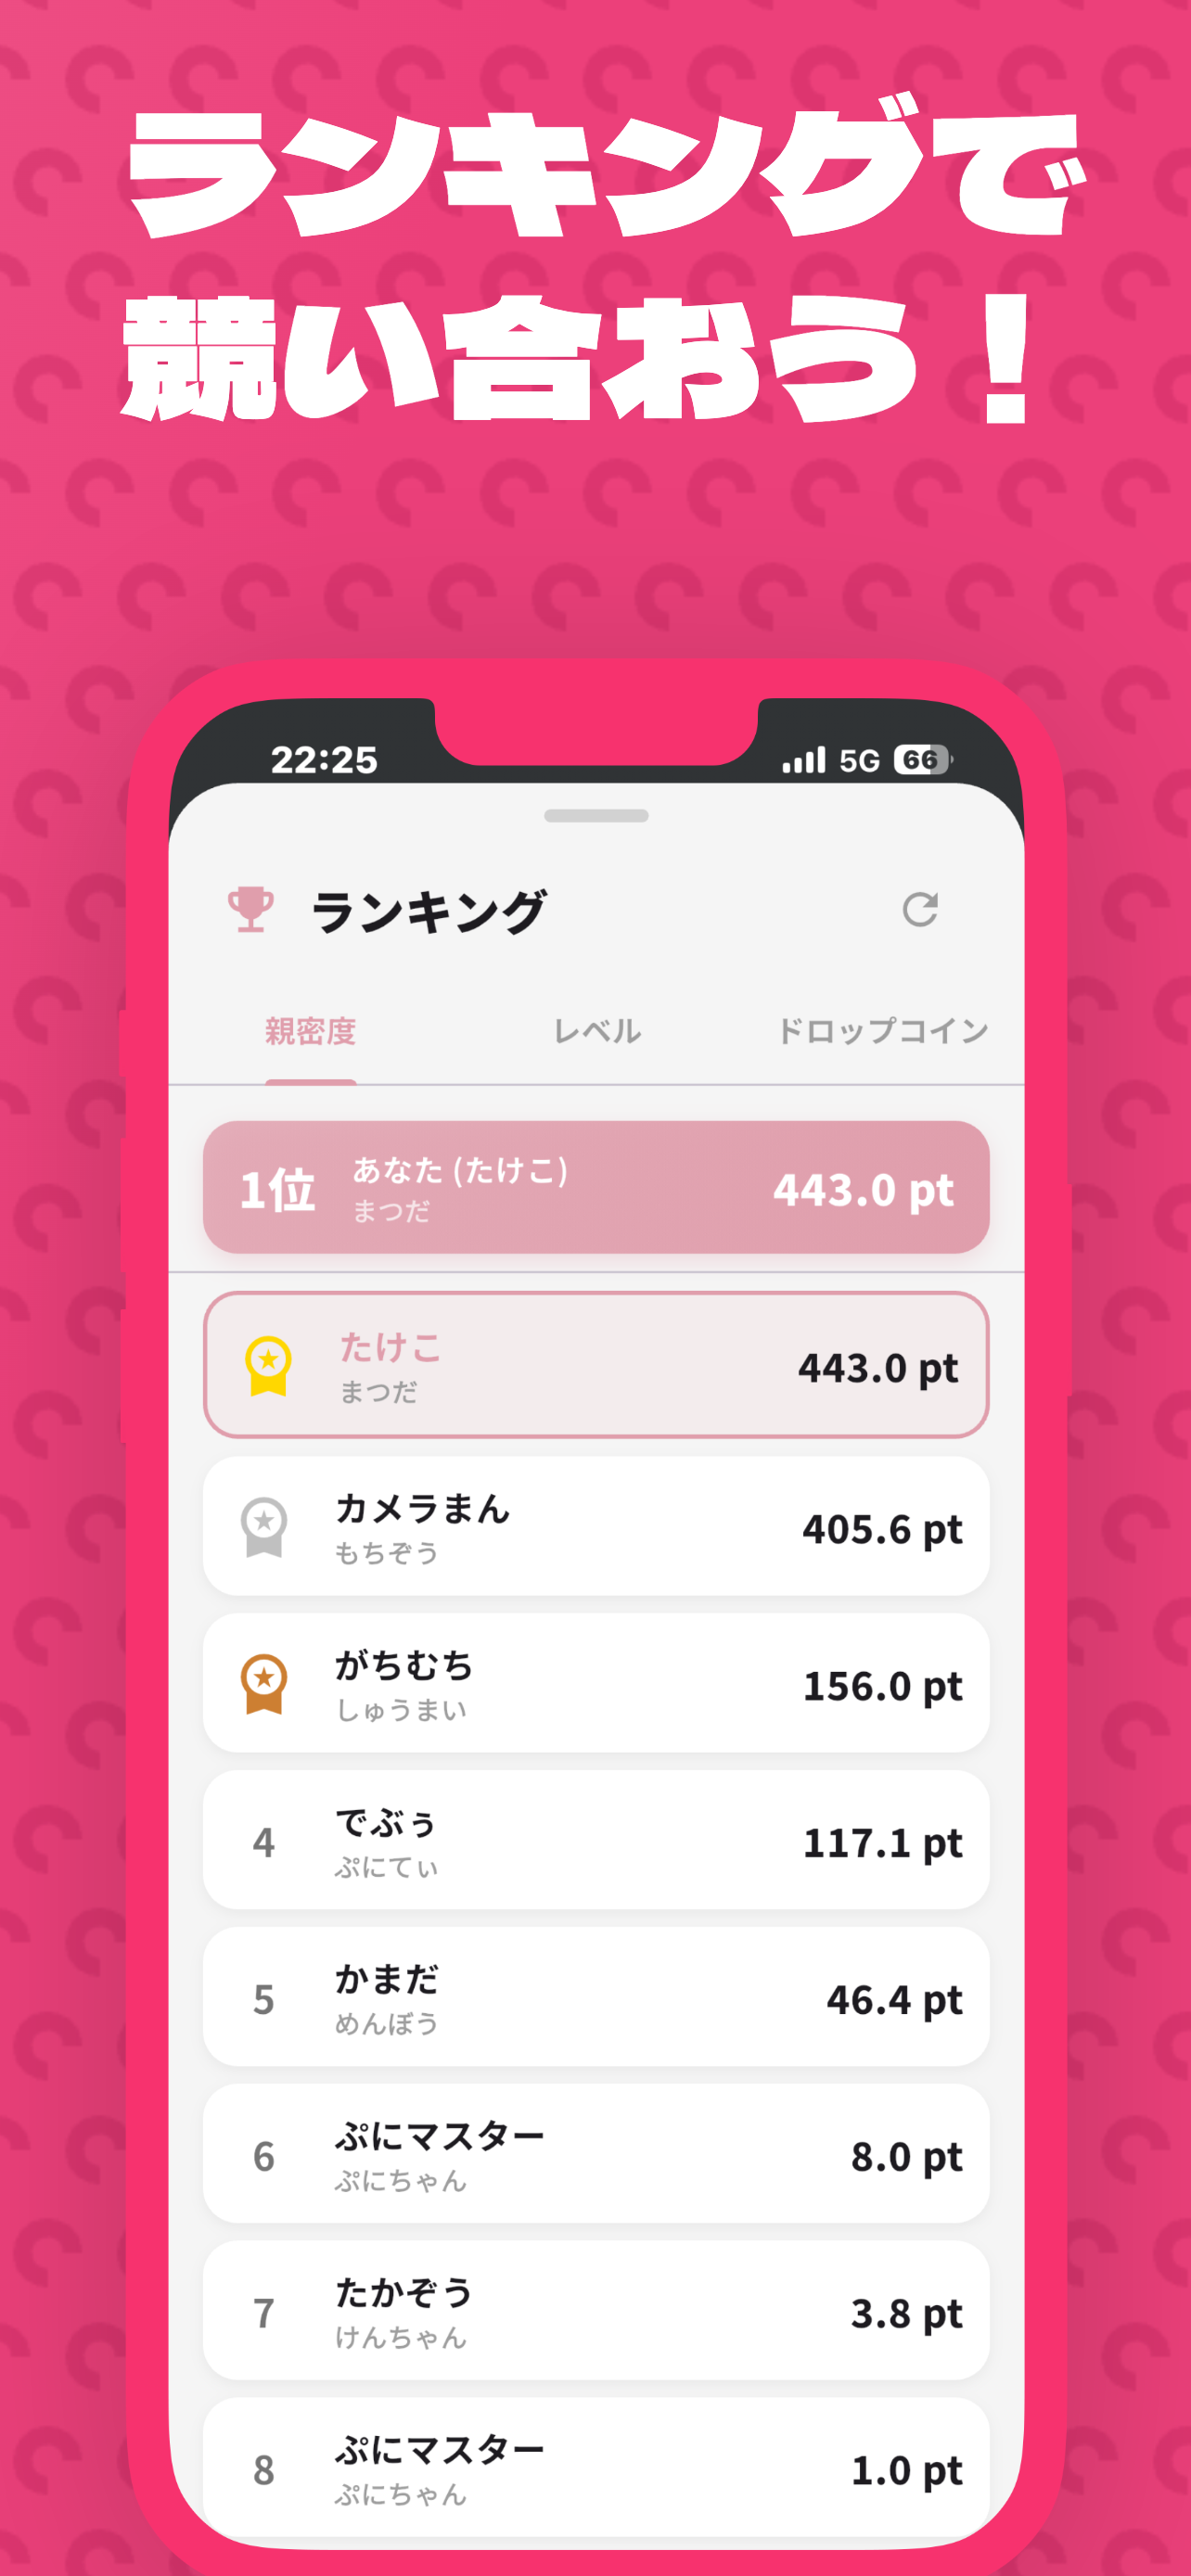 ランキングで
競い合おう！
22:25 5G 66
ランキング
親密度 レベル ドロップコイン
1位 あなた (たけこ) 443.0 pt
まつだ
たけこ 443.0 pt
まつだ
カメラまん 405.6 pt
もちぞう
がちむち 156.0 pt
しゅうまい
4 でぶぅ 117.1 pt
ぷにてぃ
5 かまだ 46.4 pt
めんぼう
6 ぷにマスター 8.0 pt
ぷにちゃん
7 たかぞう 3.8 pt
けんちゃん
8 ぷにマスター 1.0 pt
ぷにちゃん